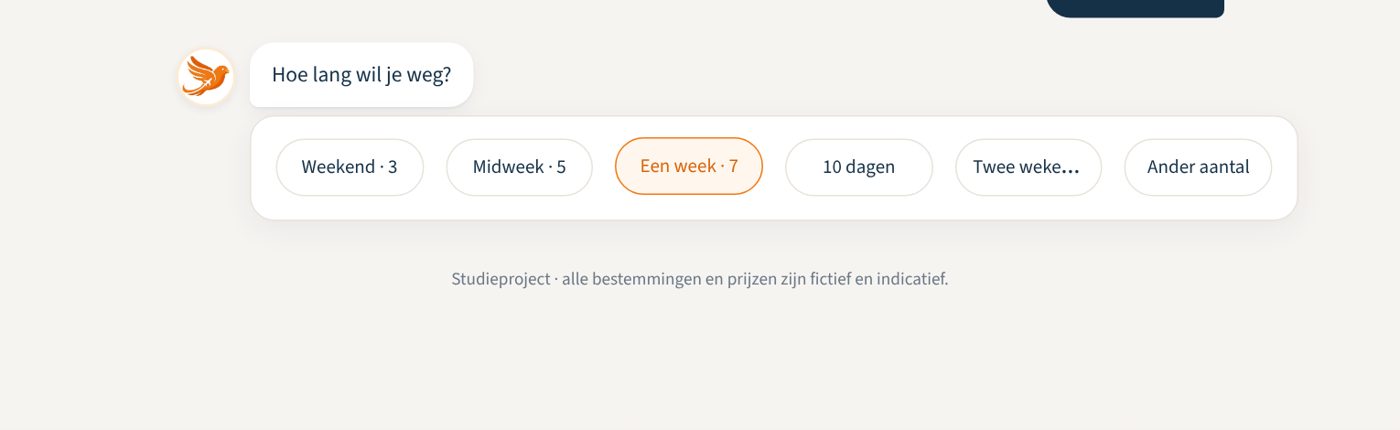 Hoe lang wil je weg?
Weekend · 3
Midweek · 5
Een week · 7
10 dagen
Twee weke...
Ander aantal
Studieproject · alle bestemmingen en prijzen zijn fictief en indicatief.